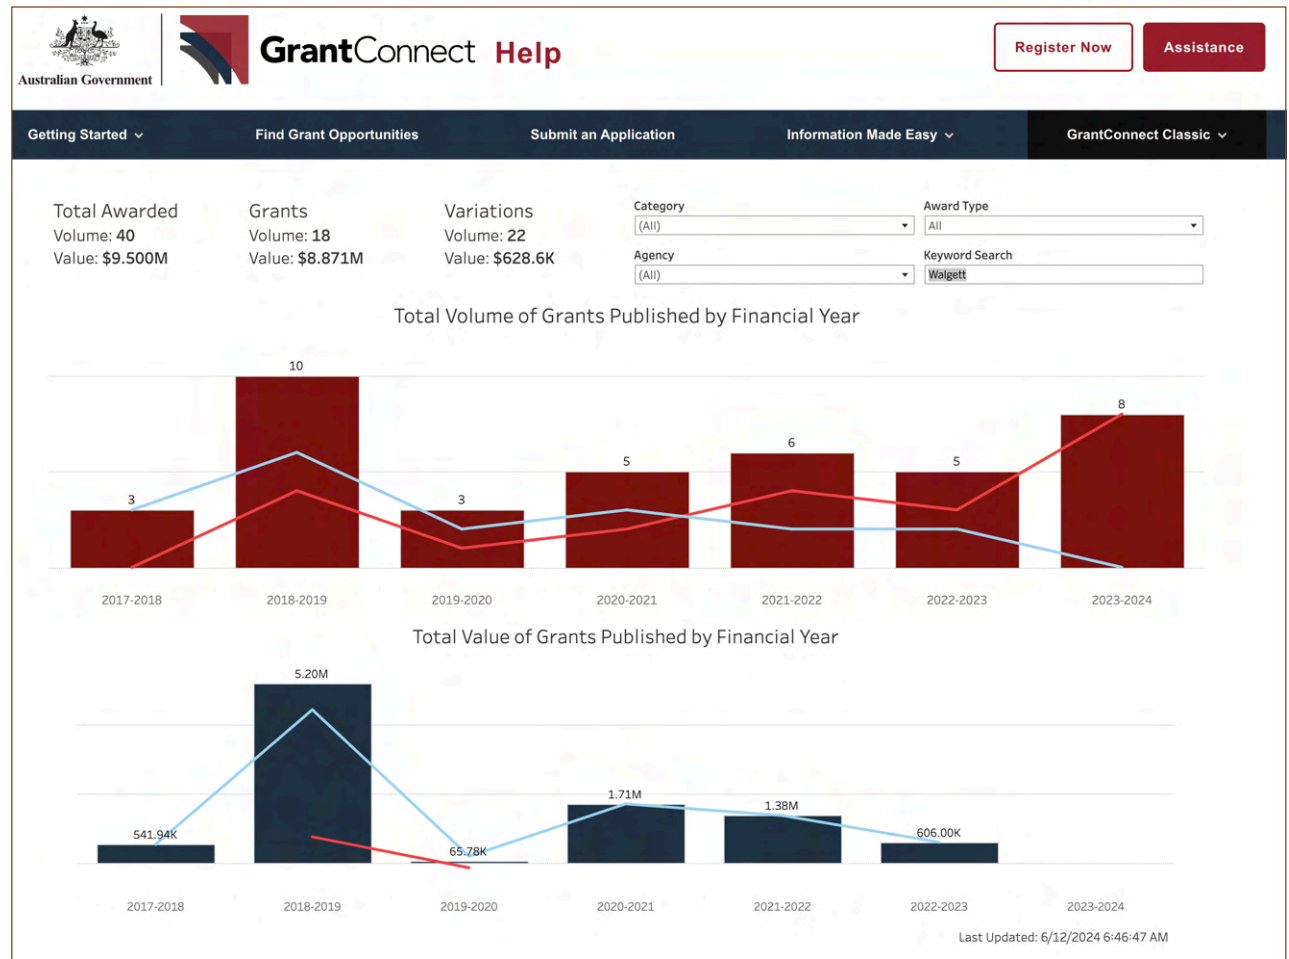 Australian Government
GrantConnect Help
Register Now
Assistance
Getting Started
Find Grant Opportunities
Submit an Application
Information Made Easy
GrantConnect Classic
Total Awarded
Volume: 40
Value: $9.500M
Grants
Volume: 18
Value: $8.871M
Variations
Volume: 22
Value: $628.6K
Category
(All)
Award Type
All
Agency
(All)
Keyword Search
Walgett
Total Volume of Grants Published by Financial Year
3
10
3
5
6
5
8
2017-2018
2018-2019
2019-2020
2020-2021
2021-2022
2022-2023
2023-2024
Total Value of Grants Published by Financial Year
541.94K
5.20M
65.78K
1.71M
1.38M
606.00K
2017-2018
2018-2019
2019-2020
2020-2021
2021-2022
2022-2023
2023-2024
Last Updated: 6/12/2024 6:46:47 AM